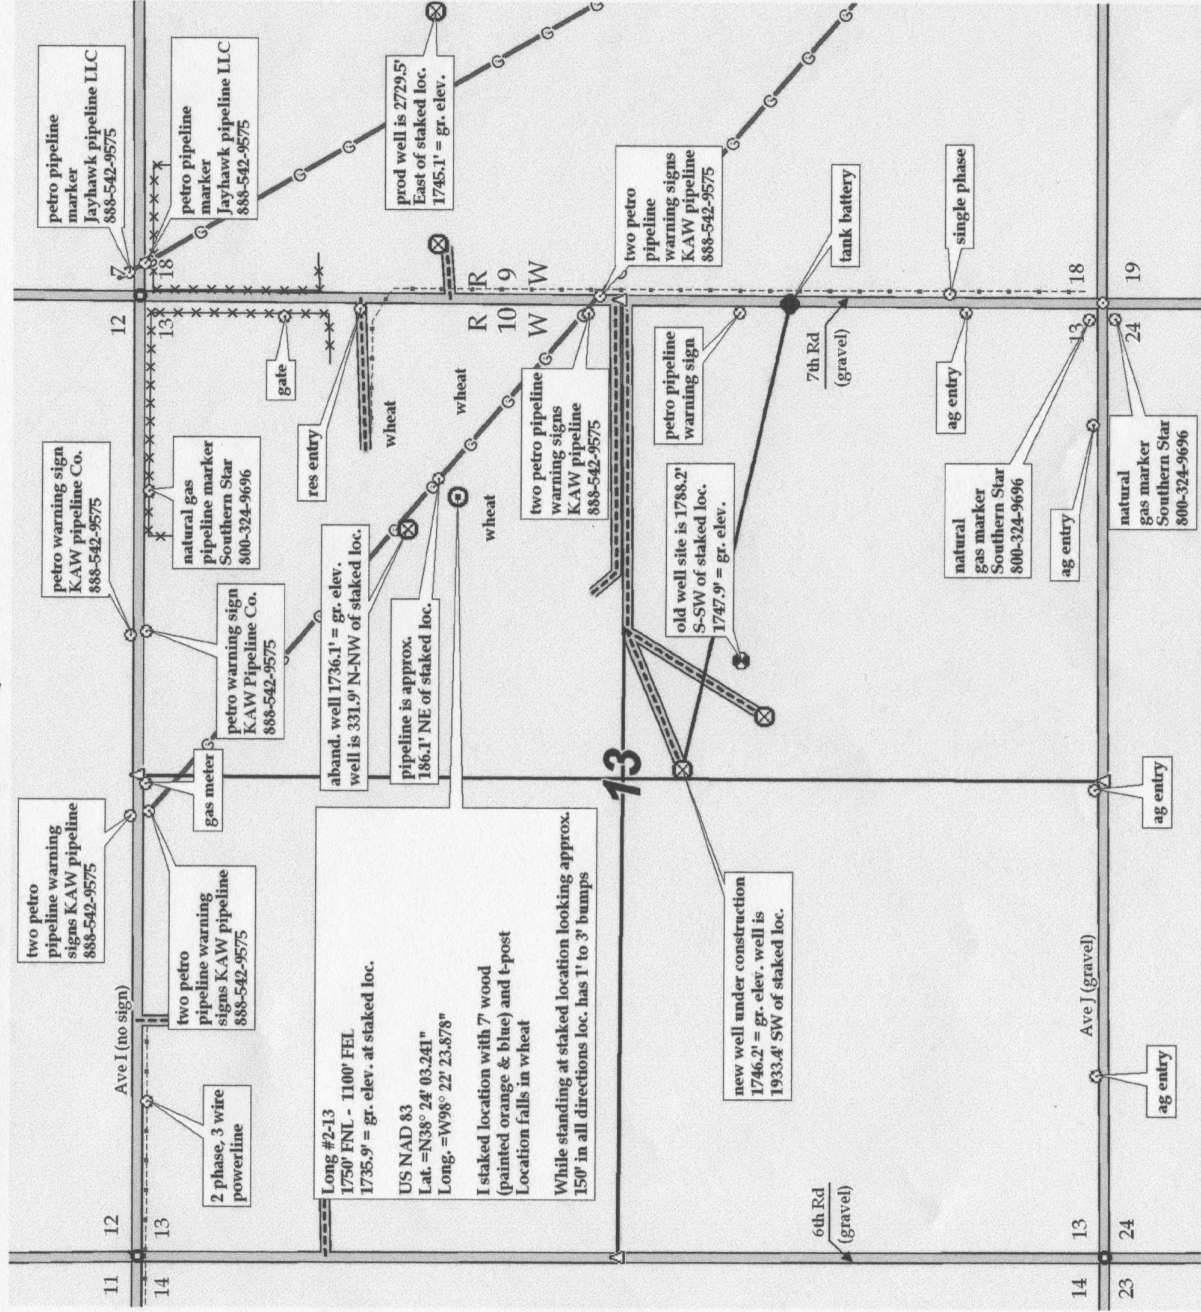 petro pipeline
marker
Jayhawk pipeline LLC
888-542-9575
petro pipeline
marker
Jayhawk pipeline LLC
888-542-9575
prod well is 2729.5'
East of staked loc.
1745.1' = gr. elev.
two petro
pipeline
warning signs
KAW pipeline
888-542-9575
tank battery
single phase
7
18
12
13
R 9 W
R 10 W
18
19
13
24
gate
res entry
wheat
wheat
wheat
petro warning sign
KAW pipeline Co.
888-542-9575
natural gas
pipeline marker
Southern Star
800-324-9696
petro warning sign
KAW Pipeline Co.
888-542-9575
aband. well 1736.1' = gr. elev.
well is 331.9' N-NW of staked loc.
pipeline is approx.
186.1' NE of staked loc.
two petro pipeline
warning signs
KAW pipeline
888-542-9575
petro pipeline
warning sign
7th Rd
(gravel)
old well site is 1788.2'
S-SW of staked loc.
1747.9' = gr. elev.
ag entry
natural
gas marker
Southern Star
800-324-9696
ag entry
natural
gas marker
Southern Star
800-324-9696
two petro
pipeline warning
signs KAW pipeline
888-542-9575
gas meter
two petro
pipeline warning
signs KAW pipeline
888-542-9575
13
ag entry
Ave I (no sign)
2 phase, 3 wire
powerline
Long #2-13
1750' FNL - 1100' FEL
1735.9' = gr. elev. at staked loc.
US NAD 83
Lat. =N38° 24' 03.241"
Long. =W98° 22' 23.878"
I staked location with 7' wood
(painted orange & blue) and t-post
Location falls in wheat
While standing at staked location looking approx.
150' in all directions loc. has 1' to 3' bumps
new well under construction
1746.2' = gr. elev. well is
1933.4' SW of staked loc.
Ave J (gravel)
ag entry
6th Rd
(gravel)
11
12
14
13
14
13
23
24
G
G
G
G
G
G
G
G
G
G
G
G
G